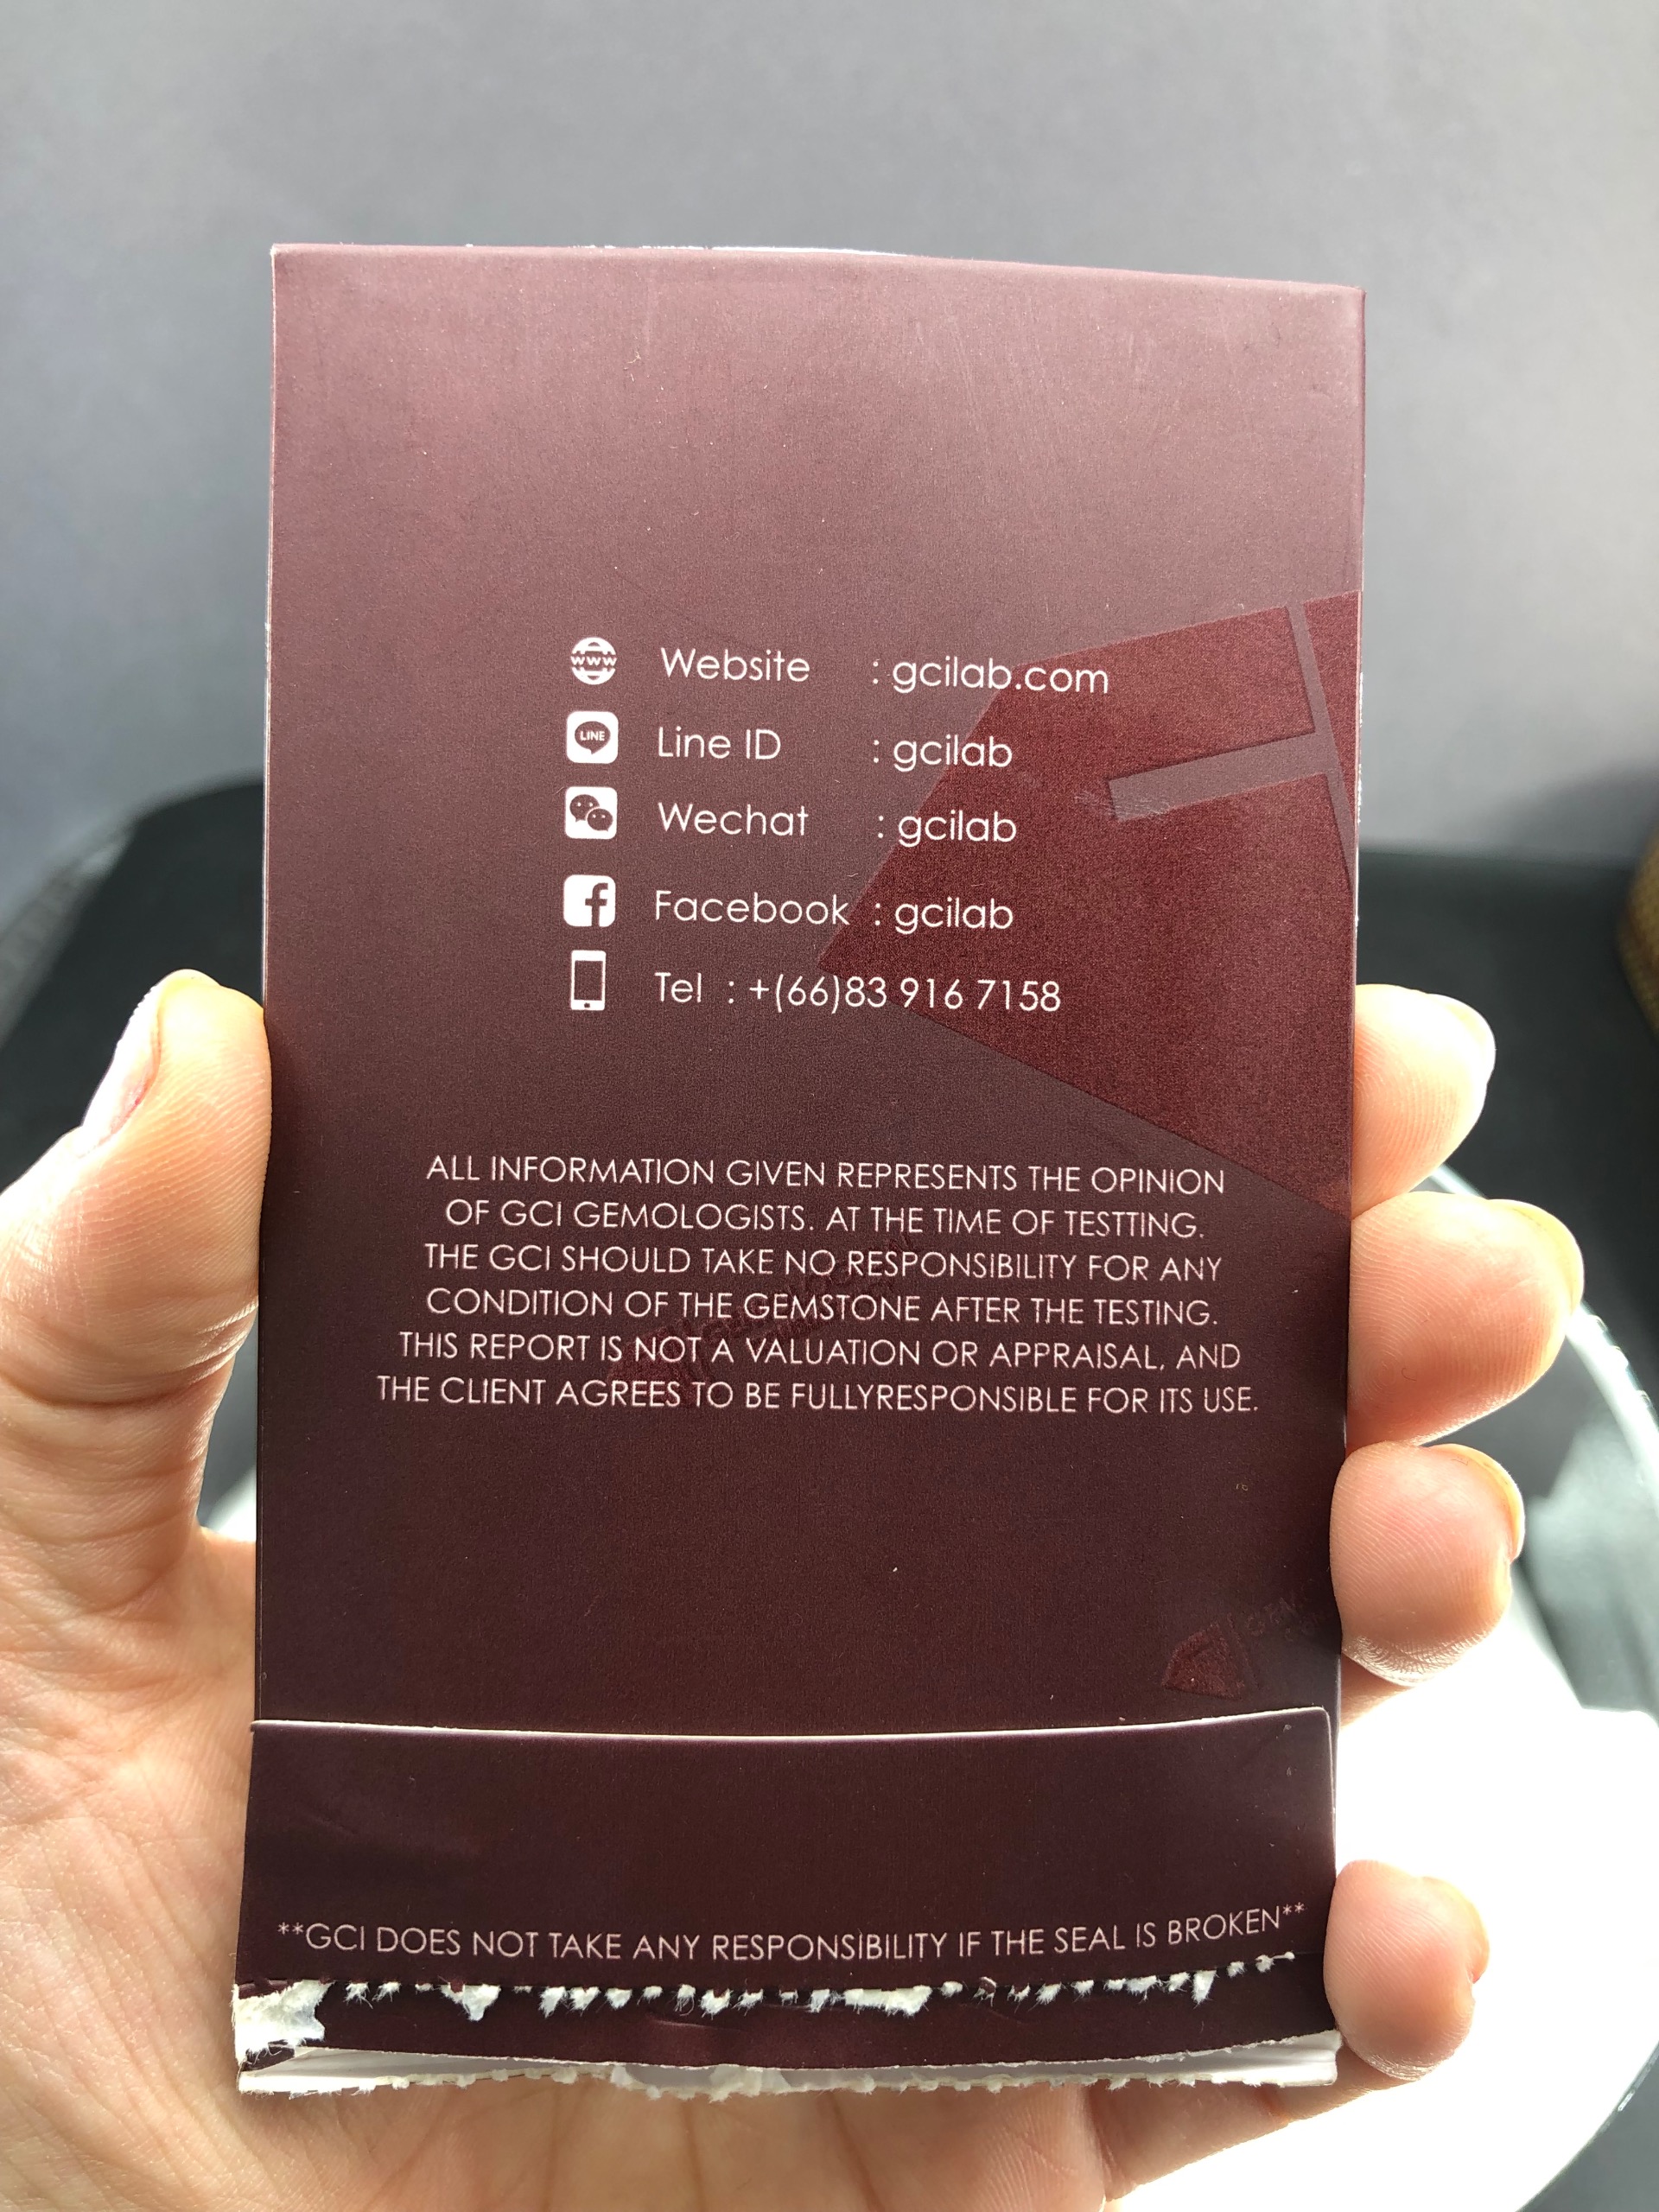 www Website : gcilab.com
LINE Line ID : gcilab
Wechat : gcilab
Facebook : gcilab
Tel : +(66)83 916 7158
ALL INFORMATION GIVEN REPRESENTS THE OPINION
OF GCI GEMOLOGISTS. AT THE TIME OF TESTTING.
THE GCI SHOULD TAKE NO RESPONSIBILITY FOR ANY
CONDITION OF THE GEMSTONE AFTER THE TESTING.
THIS REPORT IS NOT A VALUATION OR APPRAISAL, AND
THE CLIENT AGREES TO BE FULLYRESPONSIBLE FOR ITS USE.
**GCI DOES NOT TAKE ANY RESPONSIBILITY IF THE SEAL IS BROKEN**